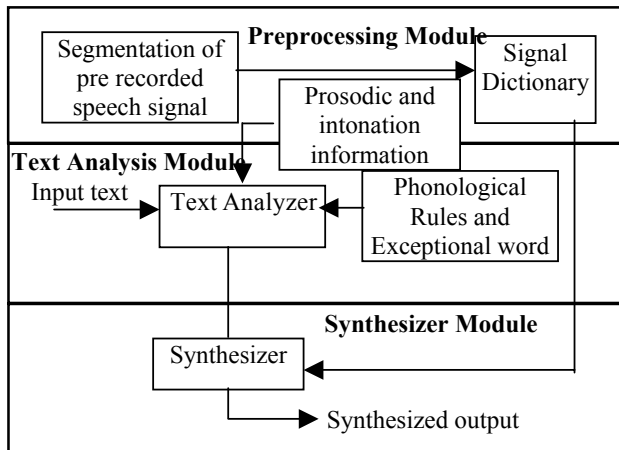 Preprocessing Module
Segmentation of
pre recorded
speech signal
Signal
Dictionary
Prosodic and
intonation
information
Text Analysis Module
Input text
Text Analyzer
Phonological
Rules and
Exceptional word
Synthesizer Module
Synthesizer
Synthesized output